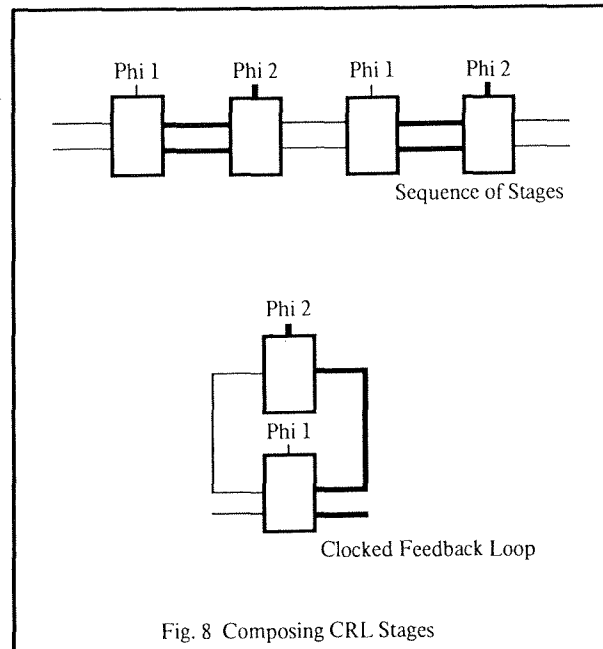 Phi 1 Phi 2 Phi 1 Phi 2
Sequence of Stages
Phi 2
Phi 1
Clocked Feedback Loop
Fig. 8 Composing CRL Stages